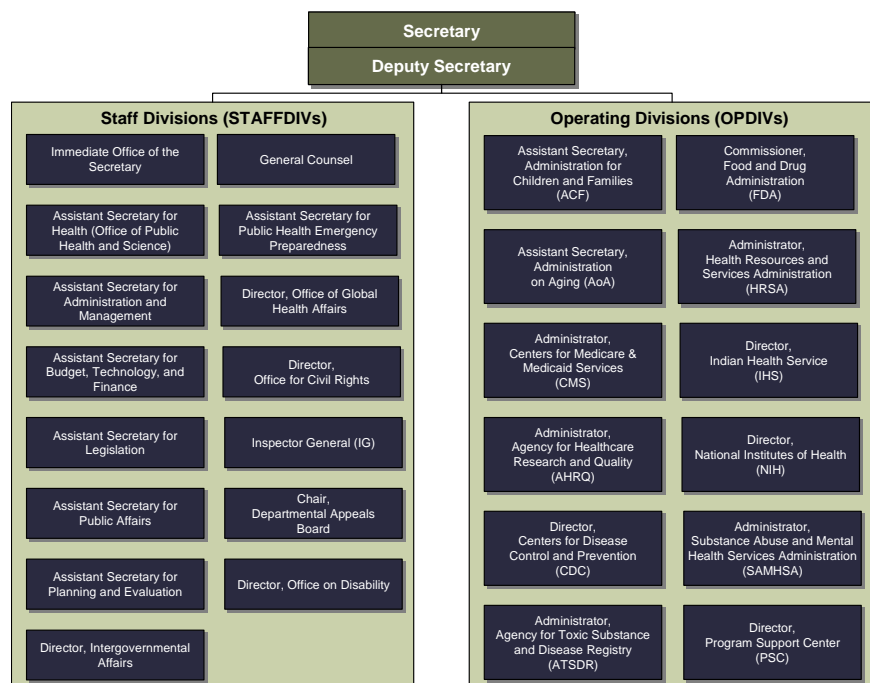 Secretary
Deputy Secretary
Staff Divisions (STAFFDIVs)
Immediate Office of the
Secretary
General Counsel
Assistant Secretary for
Health (Office of Public
Health and Science)
Assistant Secretary for
Public Health Emergency
Preparedness
Assistant Secretary for
Administration and
Management
Director, Office of Global
Health Affairs
Assistant Secretary for
Budget, Technology, and
Finance
Director,
Office for Civil Rights
Assistant Secretary for
Legislation
Inspector General (IG)
Assistant Secretary for
Public Affairs
Chair,
Departmental Appeals
Board
Assistant Secretary for
Planning and Evaluation
Director, Office on Disability
Director, Intergovernmental
Affairs
Operating Divisions (OPDIVs)
Assistant Secretary,
Administration for
Children and Families
(ACF)
Commissioner,
Food and Drug
Administration
(FDA)
Assistant Secretary,
Administration
on Aging (AoA)
Administrator,
Health Resources and
Services Administration
(HRSA)
Administrator,
Centers for Medicare &
Medicaid Services
(CMS)
Director,
Indian Health Service
(IHS)
Administrator,
Agency for Healthcare
Research and Quality
(AHRQ)
Director,
National Institutes of Health
(NIH)
Director,
Centers for Disease
Control and Prevention
(CDC)
Administrator,
Substance Abuse and Mental
Health Services Administration
(SAMHSA)
Administrator,
Agency for Toxic Substance
and Disease Registry
(ATSDR)
Director,
Program Support Center
(PSC)